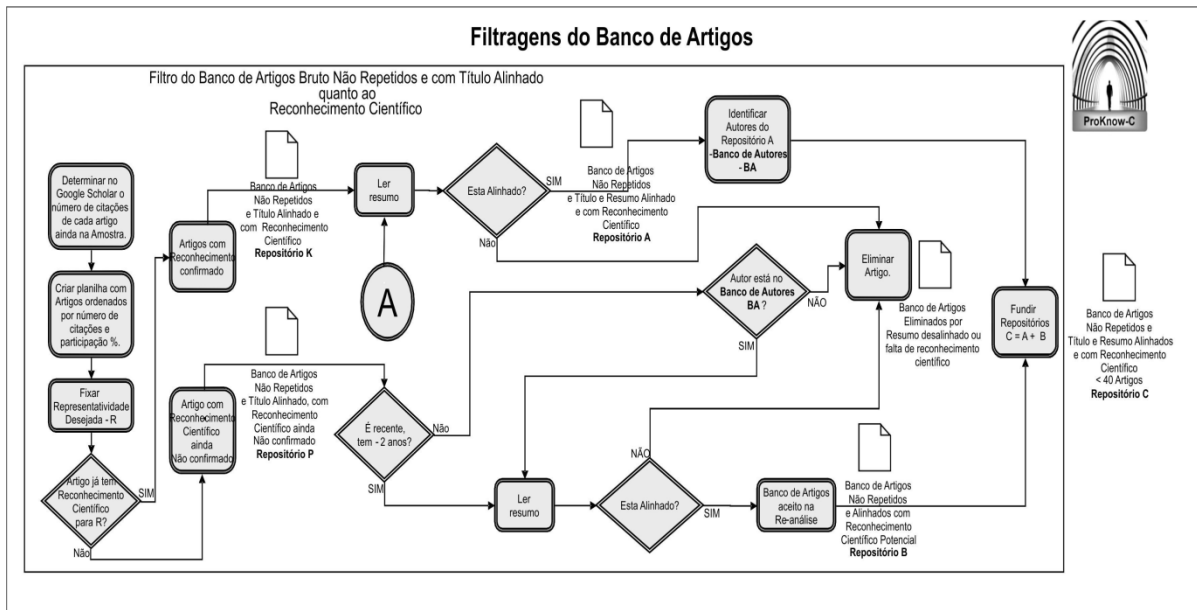 Filtragens do Banco de Artigos
ProKnow-C
Filtro do Banco de Artigos Bruto Não Repetidos e com Título Alinhado
quanto ao
Reconhecimento Científico
Determinar no
Google Scholar o
número de citações
de cada artigo
ainda na Amostra.
Criar planilha com
Artigos ordenados
por número de
citações e
participação %.
Fixar
Representatividade
Desejada - R
Artigo já tem
Reconhecimento
Científico
para R?
SIM
Não
Artigos com
Reconhecimento
confirmado
Banco de Artigos
Não Repetidos
e Título Alinhado e
com Reconhecimento
Científico
Repositório K
Artigo com
Reconhecimento
Científico
ainda
Não confirmado
Banco de Artigos
Não Repetidos
e Título Alinhado, com
Reconhecimento
Científico ainda
Não confirmado
Repositório P
Ler
resumo
A
Esta Alinhado?
SIM
Não
Banco de Artigos
Não Repetidos
e Título e Resumo Alinhado
e com Reconhecimento
Científico
Repositório A
Identificar
Autores do
Repositório A
-Banco de Autores
- BA
É recente,
tem - 2 anos?
Não
SIM
Autor está no
Banco de Autores
BA ?
NÃO
SIM
Eliminar
Artigo.
Banco de Artigos
Eliminados por
Resumo desalinhado ou
falta de reconhecimento
científico
Ler
resumo
Esta Alinhado?
NÃO
SIM
Banco de Artigos
aceito na
Re-análise
Banco de Artigos
Não Repetidos
e Alinhados com
Reconhecimento
Científico Potencial
Repositório B
Fundir
Repositórios
C = A + B
Banco de Artigos
Não Repetidos e
Título e Resumo Alinhados
e com Reconhecimento
Científico
< 40 Artigos
Repositório C